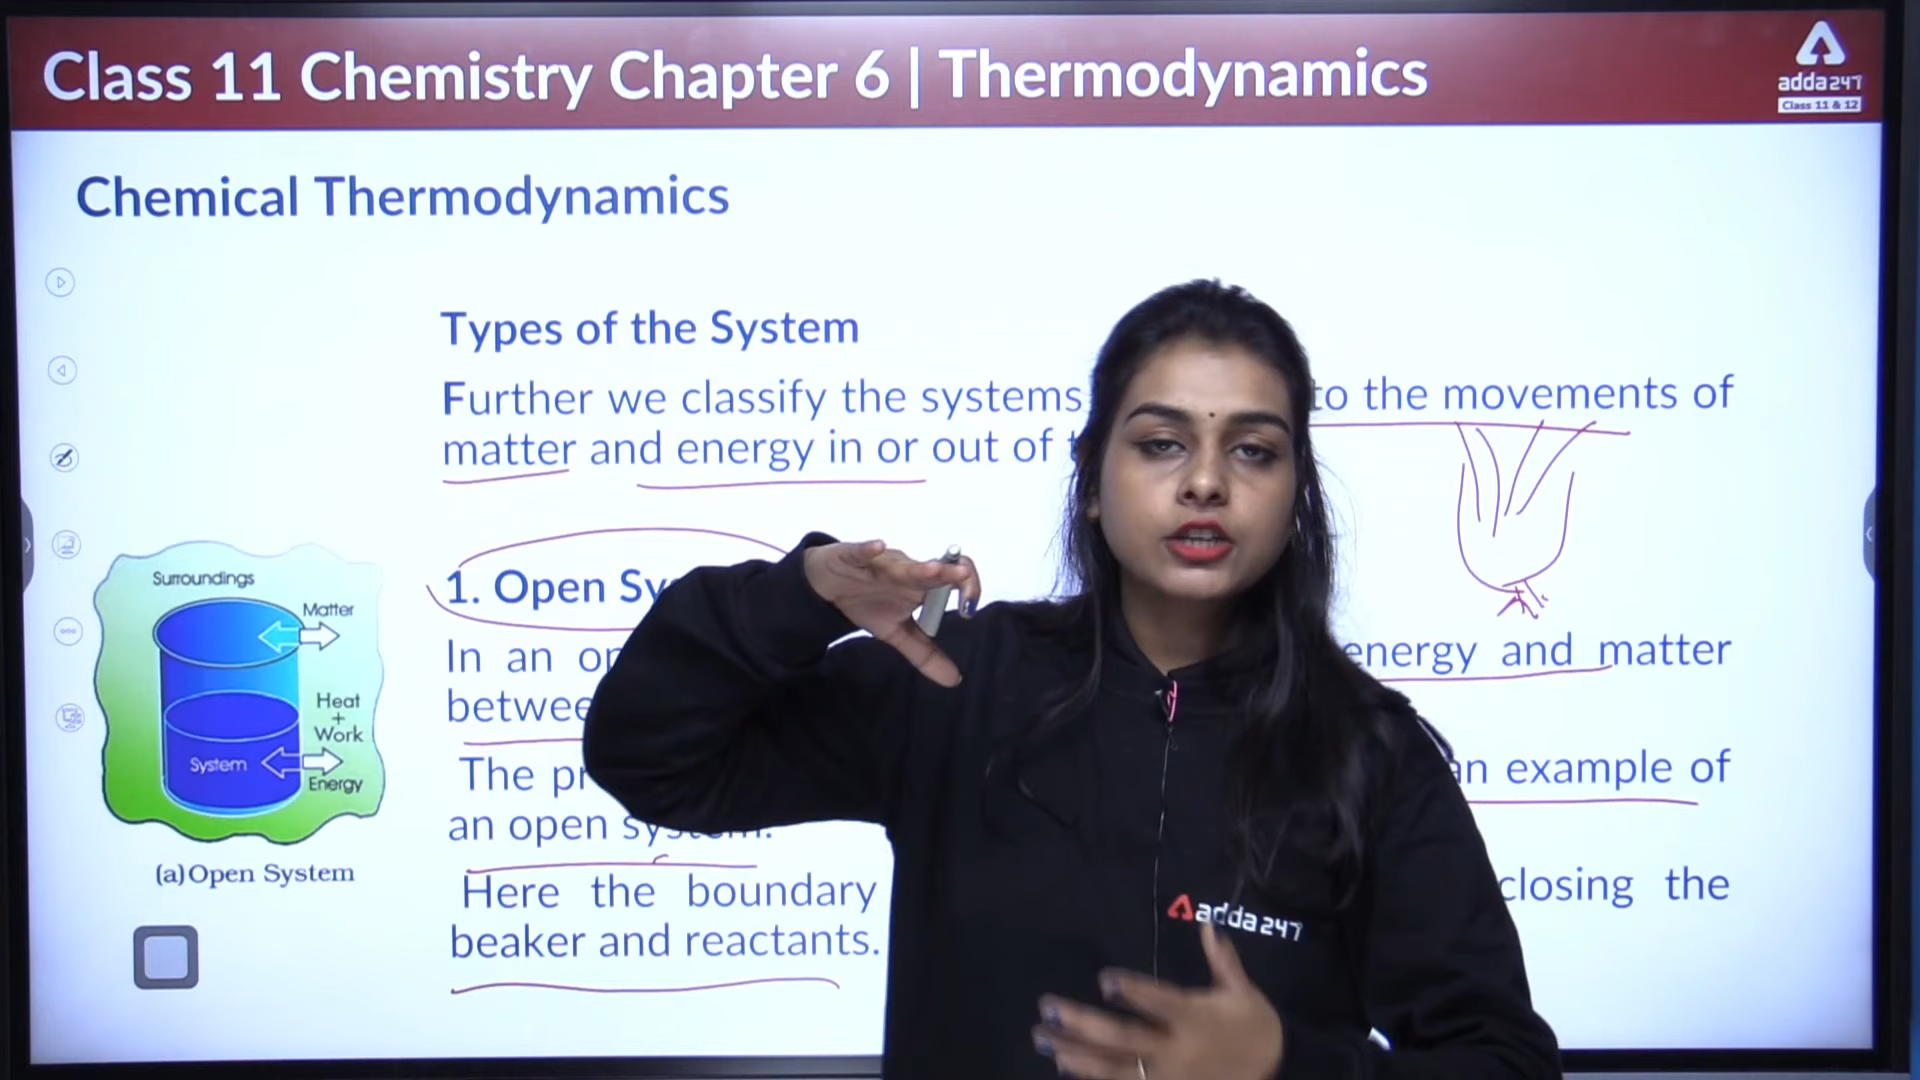 Class 11 Chemistry Chapter 6 | Thermodynamics
adda247
Class 11 & 12
Chemical Thermodynamics
Types of the System
Further we classify the systems to the movements of
matter and energy in or out of
Surroundings
Matter
Heat
+
Work
System
Energy
(a) Open System
1. Open
In an energy and matter
The an example of
an open system.
Here the boundary closing the
beaker and reactants.
adda247